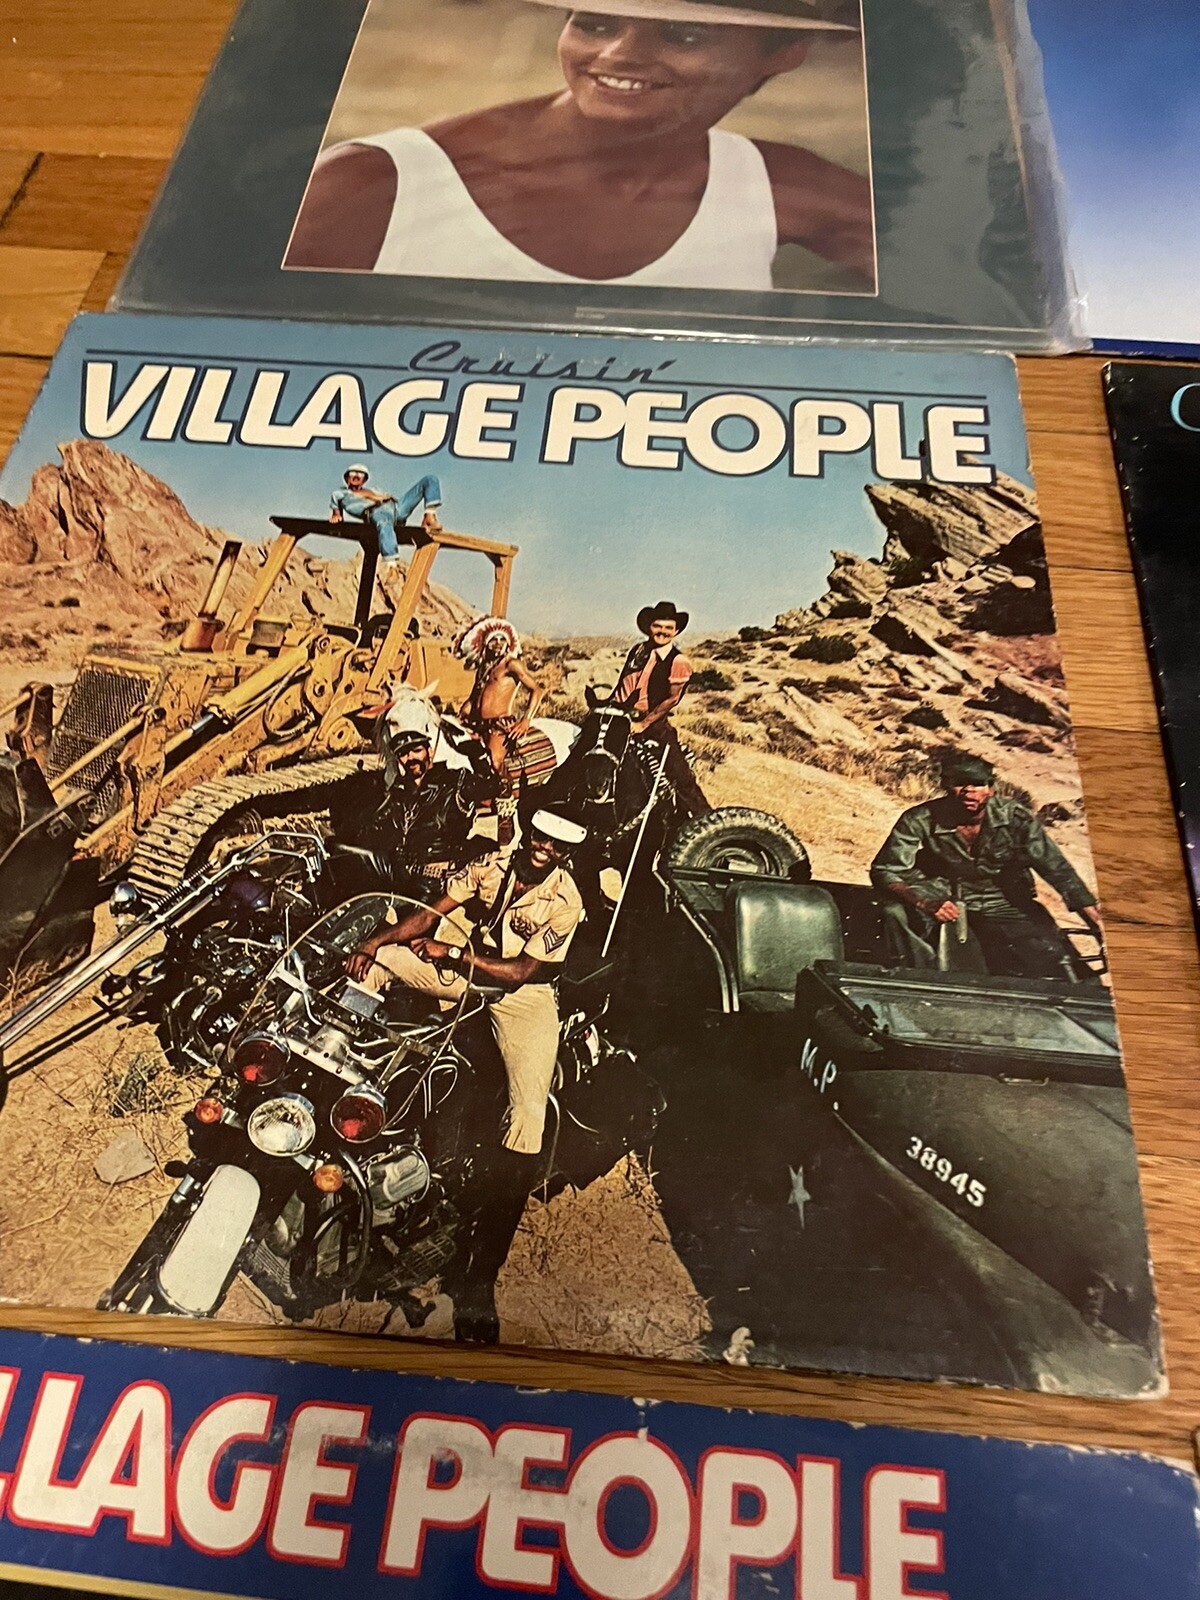 Cruisin'
VILLAGE PEOPLE
M.P.
38945
LLAGE PEOPLE